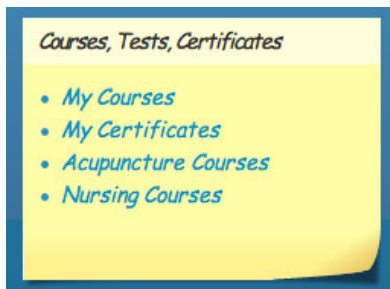 Courses, Tests, Certificates
My Courses
My Certificates
Acupuncture Courses
Nursing Courses